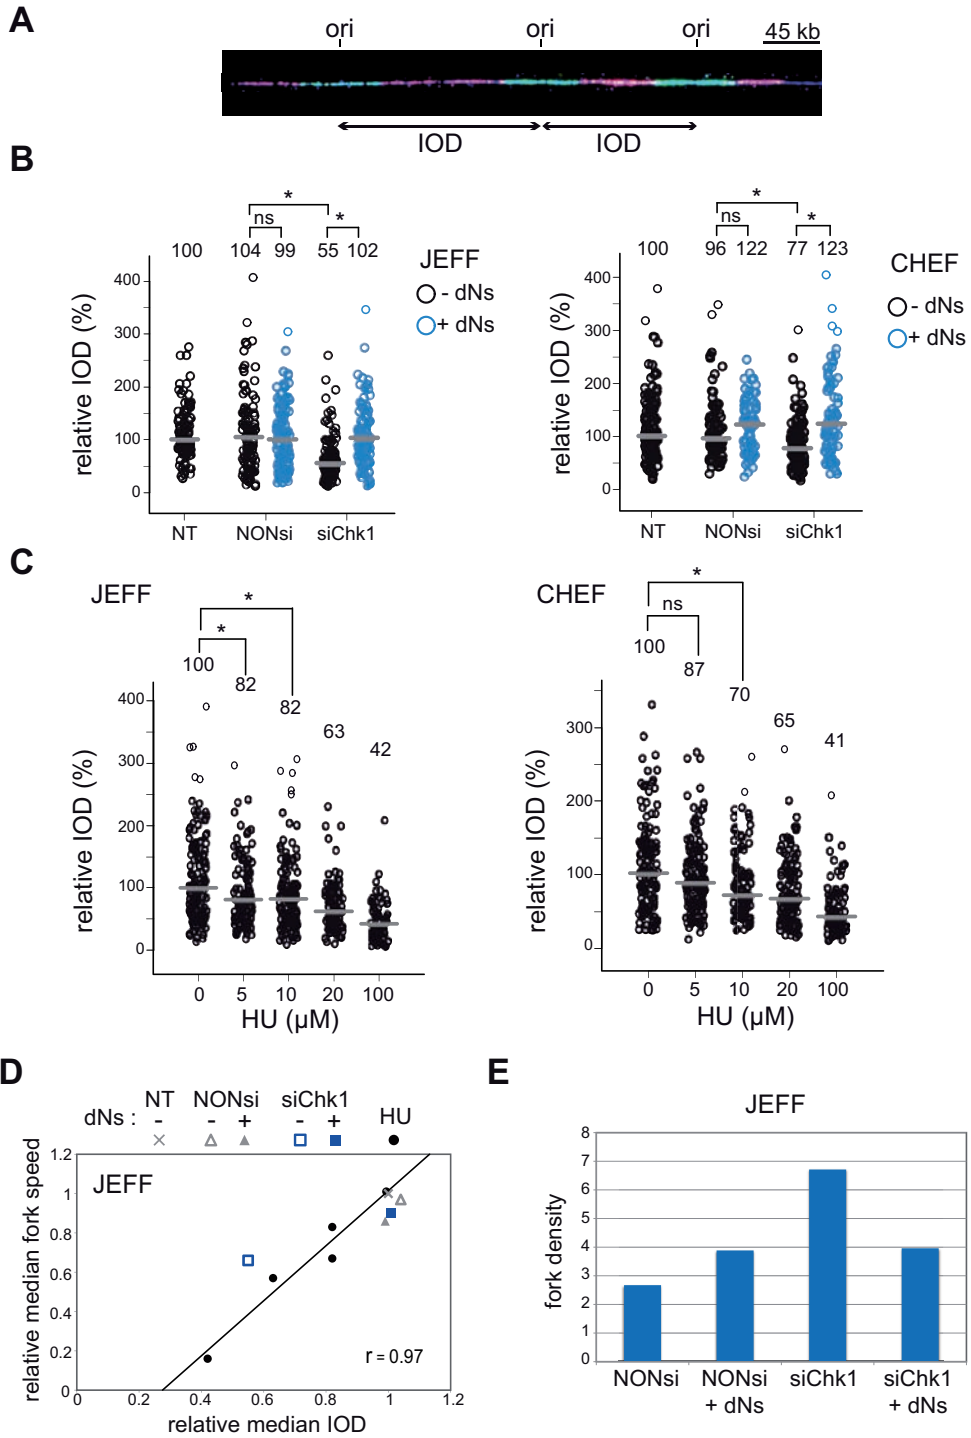 A
ori ori ori 45 kb
IOD IOD
B
* *
ns * ns *
100 104 99 55 102
JEFF
- dNs
+ dNs
relative IOD (%)
400
300
200
100
0
NT NONsi siChk1
100 96 122 77 123
CHEF
- dNs
+ dNs
relative IOD (%)
400
300
200
100
0
NT NONsi siChk1
C
JEFF
*
*
100
82
82
63
42
relative IOD (%)
400
300
200
100
0
0 5 10 20 100
HU (µM)
CHEF
*
ns
100
87
70
65
41
relative IOD (%)
300
200
100
0
0 5 10 20 100
HU (µM)
D
NT NONsi siChk1
dNs : - - + - + HU
JEFF
relative median fork speed
1.2
1
0.8
0.6
0.4
0.2
0
0 0.2 0.4 0.6 0.8 1 1.2
r = 0.97
relative median IOD
E
JEFF
fork density
8
7
6
5
4
3
2
1
0
NONsi NONsi siChk1 siChk1
+ dNs + dNs